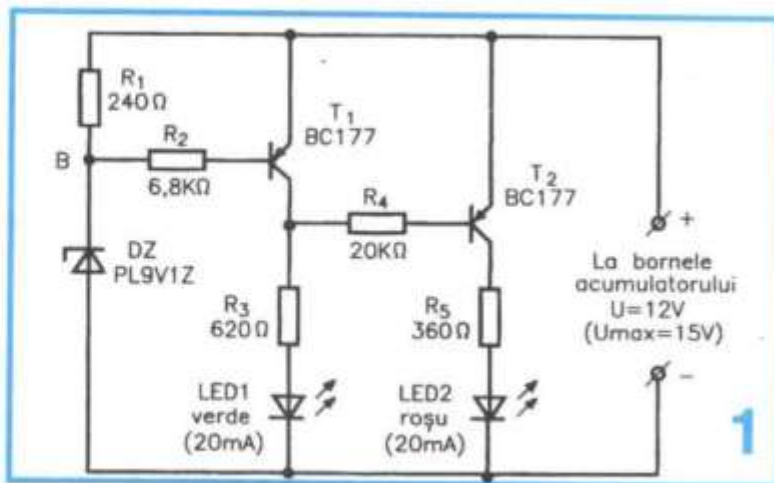 R1
240Ω
B
R2
6,8KΩ
T1
BC177
R4
20KΩ
T2
BC177
DZ
PL9V1Z
R3
620Ω
R5
360Ω
LED1
verde
(20mA)
LED2
roșu
(20mA)
+
La bornele
acumulatorului
U=12V
(Umax=15V)
-
1